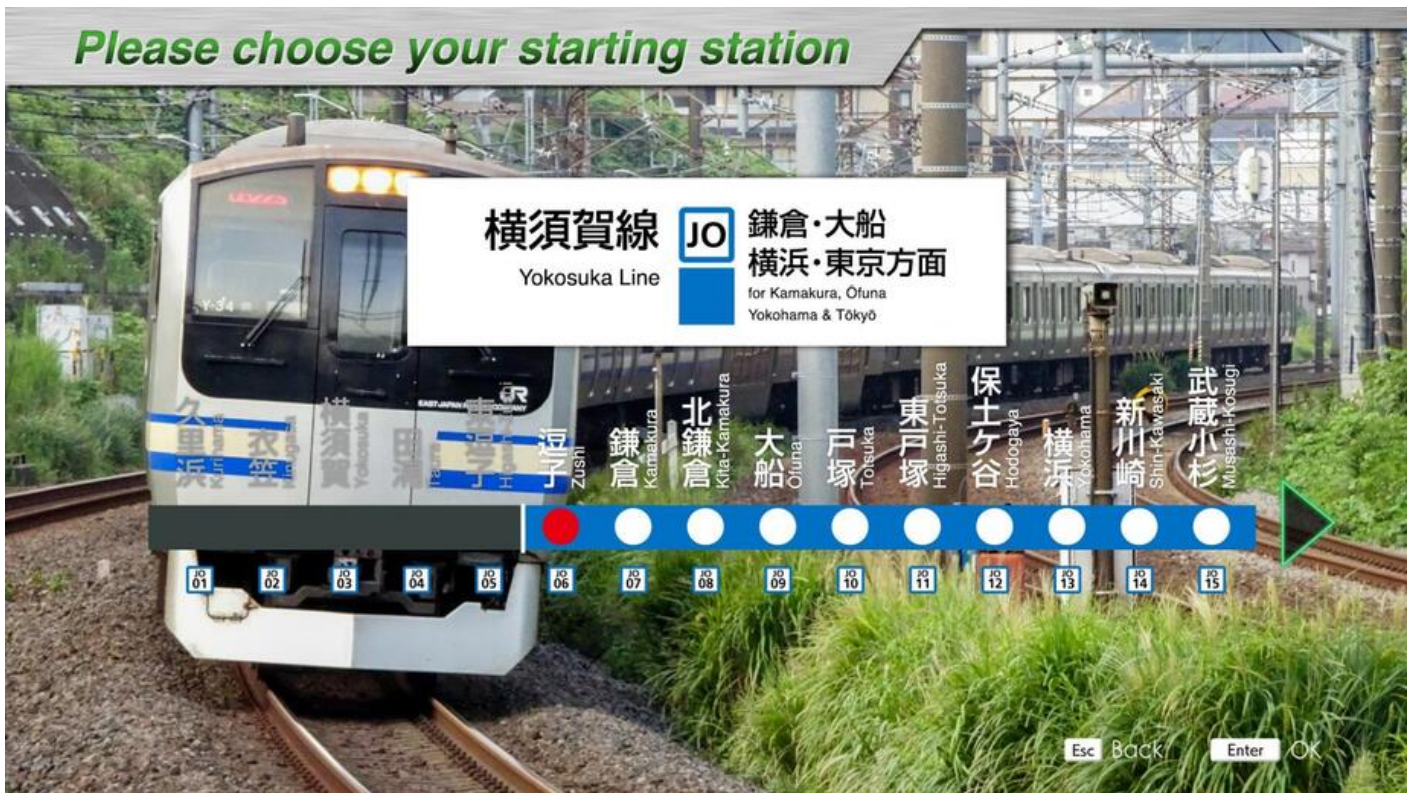 Please choose your starting station
横須賀線
Yokosuka Line
JO
鎌倉・大船
横浜・東京方面
for Kamakura, Ōfuna
Yokohama & Tōkyō
Y-34
JR
EAST JAPAN
COMPANY
久里浜
衣笠
横須賀
Yokosuka
田浦
東逗子
逗子
Zushi
鎌倉
Kamakura
北鎌倉
Kita-Kamakura
大船
Ōfuna
戸塚
Totsuka
東戸塚
Higashi-Totsuka
保土ケ谷
Hodogaya
横浜
Yokohama
新川崎
Shin-Kawasaki
武蔵小杉
Musashi-Kosugi
JO 01
JO 02
JO 03
JO 04
JO 05
JO 06
JO 07
JO 08
JO 09
JO 10
JO 11
JO 12
JO 13
JO 14
JO 15
Esc Back
Enter OK